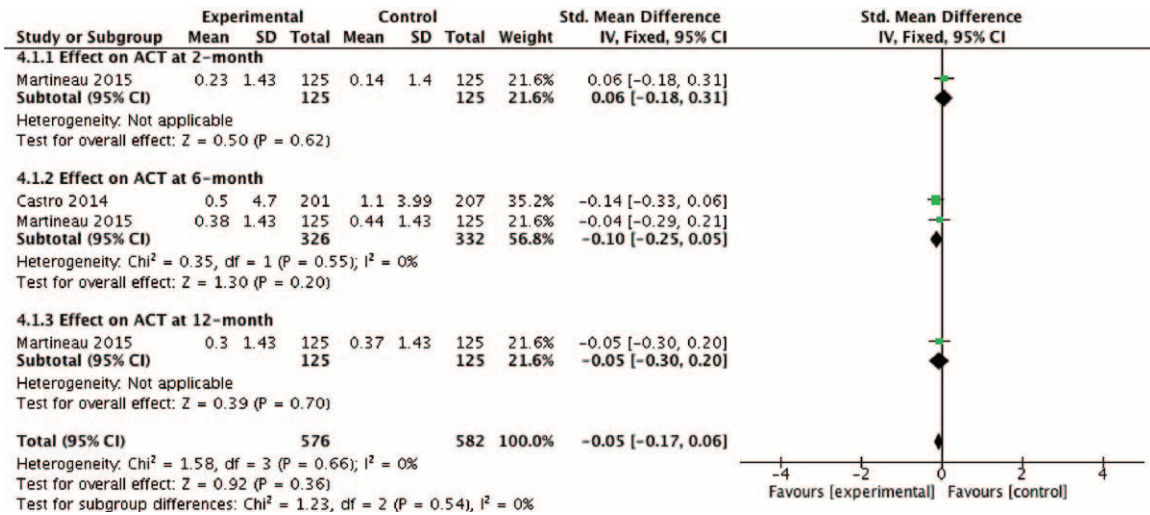 Experimental Control Std. Mean Difference Std. Mean Difference
Study or Subgroup Mean SD Total Mean SD Total Weight IV, Fixed, 95% CI IV, Fixed, 95% CI
4.1.1 Effect on ACT at 2-month
Martineau 2015 0.23 1.43 125 0.14 1.4 125 21.6% 0.06 [-0.18, 0.31]
Subtotal (95% CI) 125 125 21.6% 0.06 [-0.18, 0.31]
Heterogeneity: Not applicable
Test for overall effect: Z = 0.50 (P = 0.62)
4.1.2 Effect on ACT at 6-month
Castro 2014 0.5 4.7 201 1.1 3.99 207 35.2% -0.14 [-0.33, 0.06]
Martineau 2015 0.38 1.43 125 0.44 1.43 125 21.6% -0.04 [-0.29, 0.21]
Subtotal (95% CI) 326 332 56.8% -0.10 [-0.25, 0.05]
Heterogeneity: Chi² = 0.35, df = 1 (P = 0.55); I² = 0%
Test for overall effect: Z = 1.30 (P = 0.20)
4.1.3 Effect on ACT at 12-month
Martineau 2015 0.3 1.43 125 0.37 1.43 125 21.6% -0.05 [-0.30, 0.20]
Subtotal (95% CI) 125 125 21.6% -0.05 [-0.30, 0.20]
Heterogeneity: Not applicable
Test for overall effect: Z = 0.39 (P = 0.70)
Total (95% CI) 576 582 100.0% -0.05 [-0.17, 0.06]
Heterogeneity: Chi² = 1.58, df = 3 (P = 0.66); I² = 0%
Test for overall effect: Z = 0.92 (P = 0.36)
Test for subgroup differences: Chi² = 1.23, df = 2 (P = 0.54), I² = 0%
-4 -2 0 2 4
Favours [experimental] Favours [control]